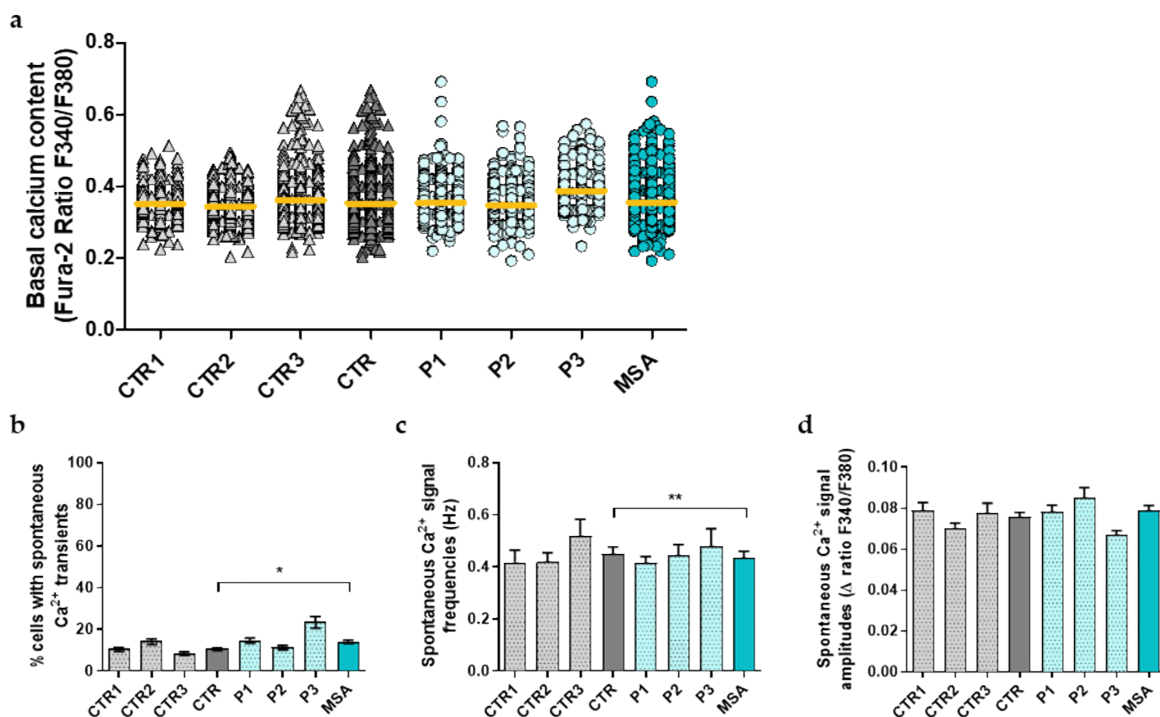 a
Basal calcium content
(Fura-2 Ratio F340/F380)
0.8
0.6
0.4
0.2
0.0
CTR1
CTR2
CTR3
CTR
P1
P2
P3
MSA
b
% cells with spontaneous
Ca²⁺ transients
100
80
60
40
20
0
*
CTR1
CTR2
CTR3
CTR
P1
P2
P3
MSA
c
Spontaneous Ca²⁺ signal
frequencies (Hz)
0.8
0.6
0.4
0.2
0.0
**
CTR1
CTR2
CTR3
CTR
P1
P2
P3
MSA
d
Spontaneous Ca²⁺ signal
amplitudes (Δ ratio F340/F380)
0.10
0.08
0.06
0.04
0.02
0.00
CTR1
CTR2
CTR3
CTR
P1
P2
P3
MSA